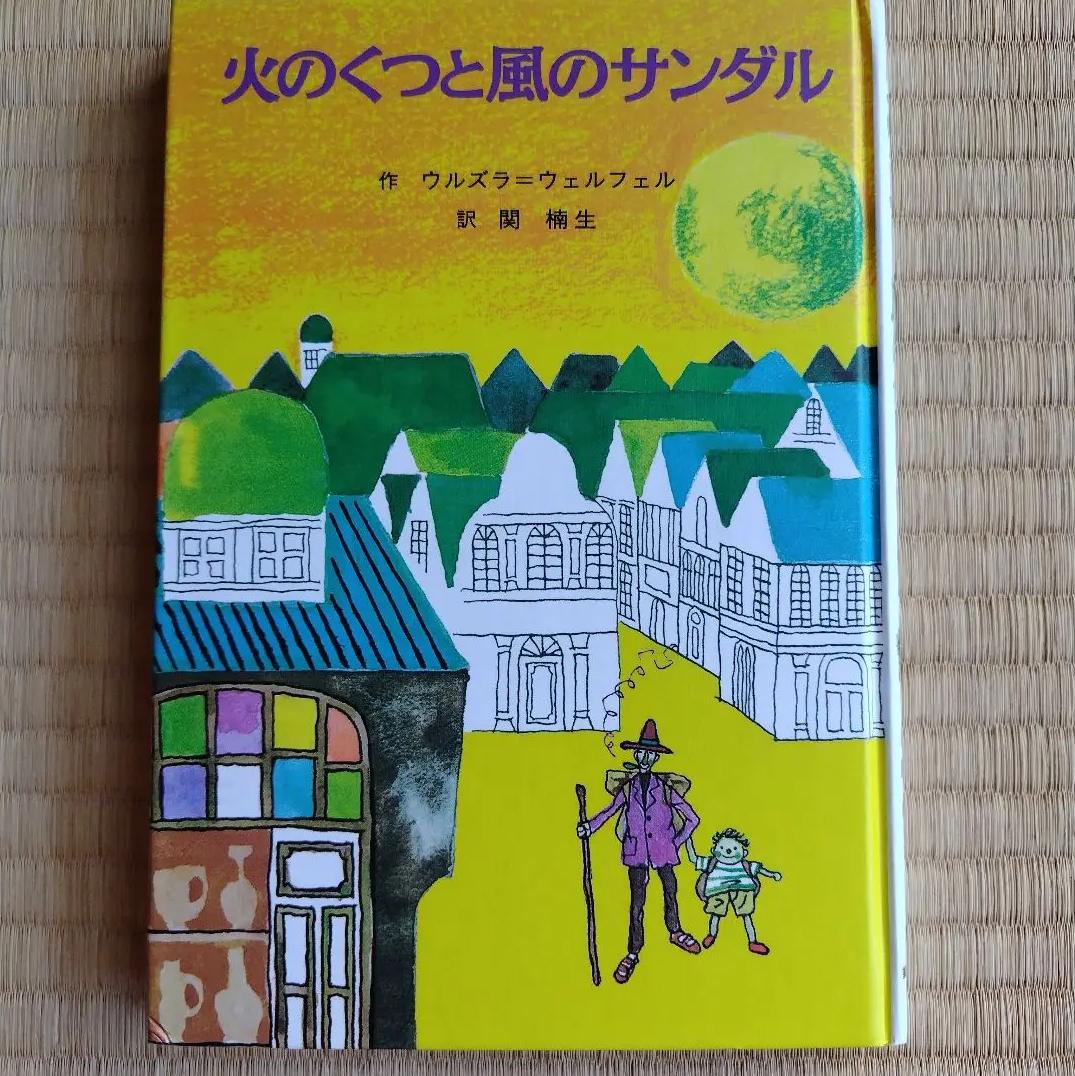 火のくつと風のサンダル
作 ウルズラ＝ウェルフェル
訳 関 楠生